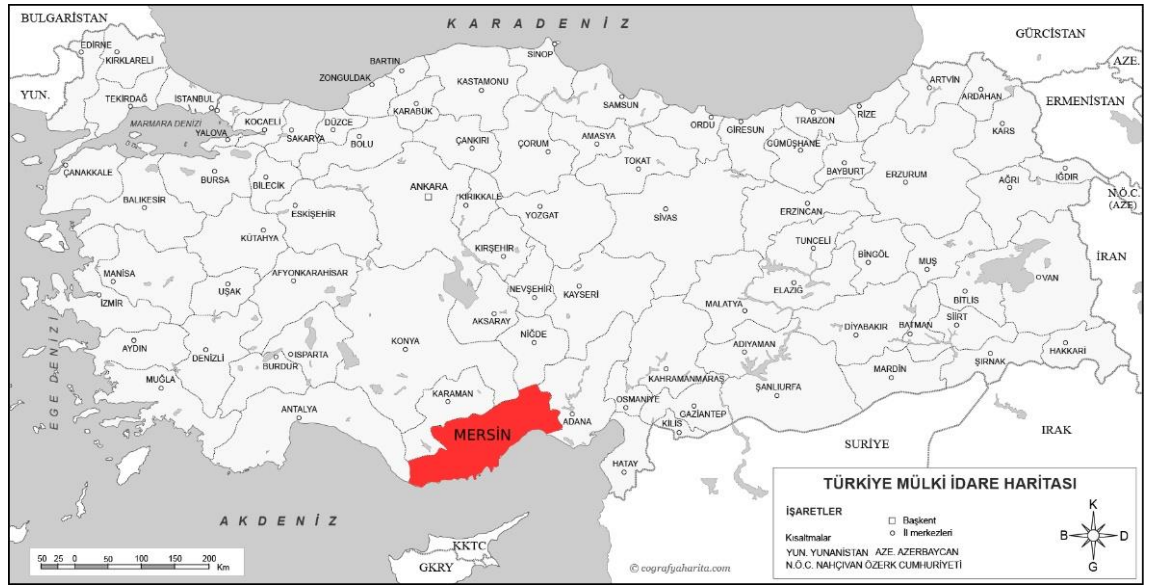 BULGARİSTAN
KARADENİZ
GÜRCİSTAN
EDİRNE
KIRKLARELİ
SİNOP
BARTIN
ZONGULDAK
KASTAMONU
AZE.
YUN.
TEKİRDAĞ
İSTANBUL
KARABÜK
SAMSUN
ARTVİN
ARDAHAN
ERMENİSTAN
MARMARA DENİZİ
KOCAELİ
DÜZCE
ORDU
GİRESUN
TRABZON
RİZE
KARS
YALOVA
SAKARYA
BOLU
ÇANKIRI
ÇORUM
AMASYA
GÜMÜŞHANE
TOKAT
BAYBURT
ÇANAKKALE
BURSA
BİLECİK
ANKARA
KIRIKKALE
ERZURUM
AĞRI
IĞDIR
BALIKESİR
ESKİŞEHİR
YOZGAT
SİVAS
ERZİNCAN
N.Ö.C.
(AZE)
KÜTAHYA
KIRŞEHİR
TUNCELİ
BİNGÖL
MUŞ
İRAN
MANİSA
AFYONKARAHİSAR
UŞAK
NEVŞEHİR
KAYSERİ
ELAZIĞ
VAN
İZMİR
MALATYA
BİTLİS
AKSARAY
NİĞDE
DİYABAKIR
BATMAN
SİİRT
EGE DENİZİ
AYDIN
DENİZLİ
ISPARTA
BURDUR
KONYA
ADIYAMAN
MARDİN
ŞIRNAK
HAKKARİ
MUĞLA
KARAMAN
KAHRAMANMARAŞ
ŞANLIURFA
ANTALYA
MERSİN
ADANA
OSMANİYE
GAZİANTEP
KİLİS
SURİYE
IRAK
HATAY
AKDENİZ
KKTC
GKRY
50 25 0 50 100 150 200
Km
© cografyaharita.com
TÜRKİYE MÜLKİ İDARE HARİTASI
İŞARETLER
Başkent
İl merkezleri
Kısaltmalar
YUN. YUNANİSTAN AZE. AZERBAYCAN
N.Ö.C. NAHÇIVAN ÖZERK CUMHURİYETİ
K
B D
G